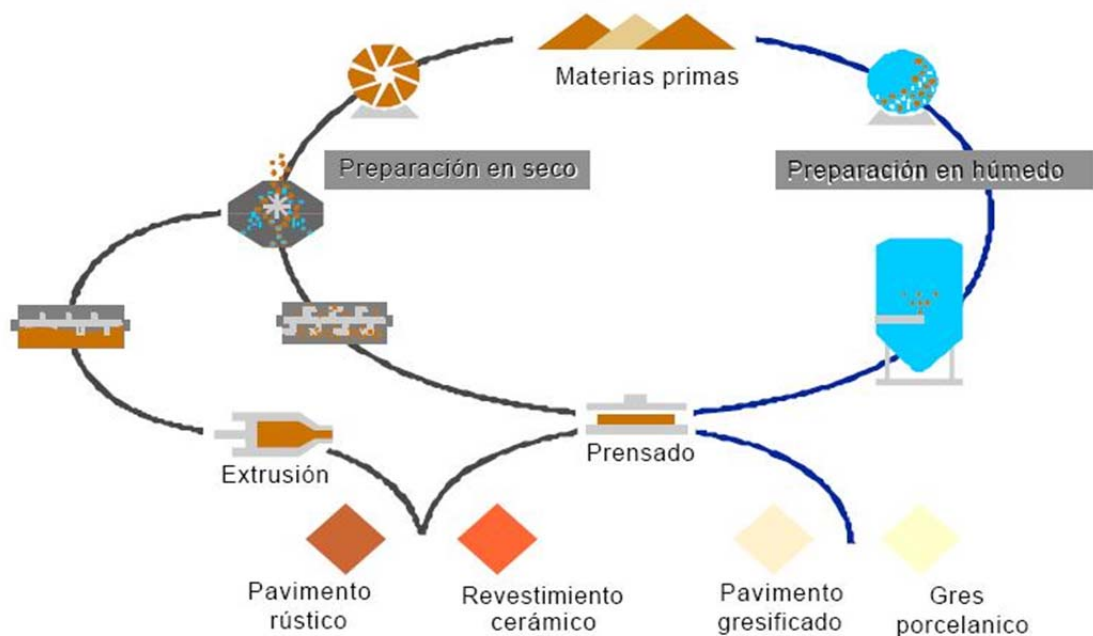 Materias primas
Preparación en seco
Preparación en húmedo
Prensado
Extrusión
Pavimento
rústico
Revestimiento
cerámico
Pavimento
gresificado
Gres
porcelanico